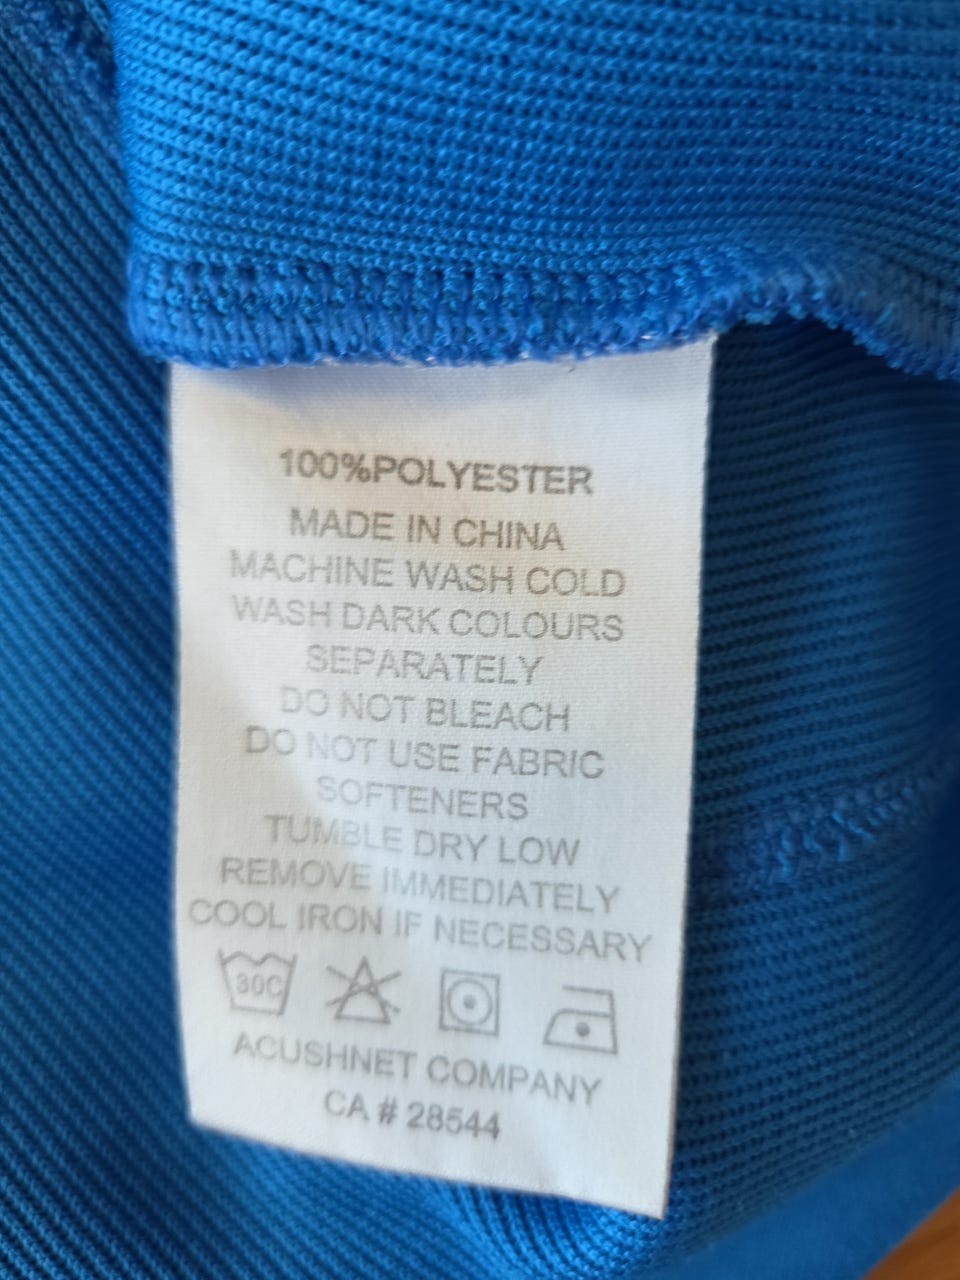 100%POLYESTER
MADE IN CHINA
MACHINE WASH COLD
WASH DARK COLOURS
SEPARATELY
DO NOT BLEACH
DO NOT USE FABRIC
SOFTENERS
TUMBLE DRY LOW
REMOVE IMMEDIATELY
COOL IRON IF NECESSARY
30C
ACUSHNET COMPANY
CA # 28544